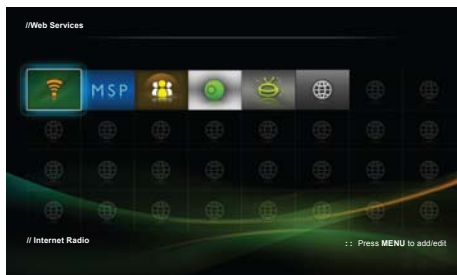 //Web Services
MSP
// Internet Radio
:: Press MENU to add/edit